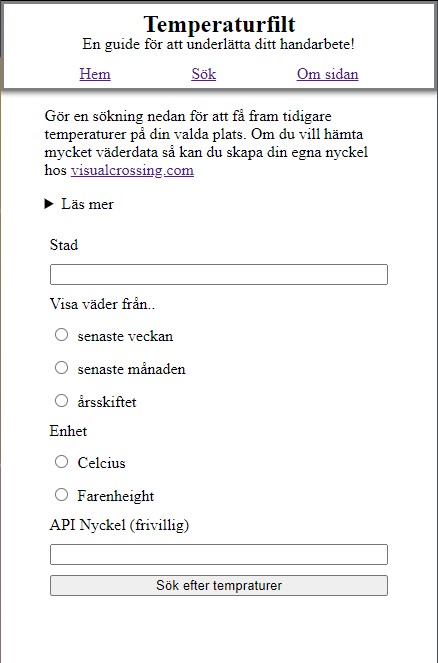 Temperaturfilt
En guide för att underlätta ditt handarbete!
Hem Sök Om sidan
Gör en sökning nedan för att få fram tidigare
temperaturer på din valda plats. Om du vill hämta
mycket väderdata så kan du skapa din egna nyckel
hos visualcrossing.com
Läs mer
Stad
Visa väder från..
senaste veckan
senaste månaden
årsskiftet
Enhet
Celcius
Farenheight
API Nyckel (frivillig)
Sök efter tempraturer